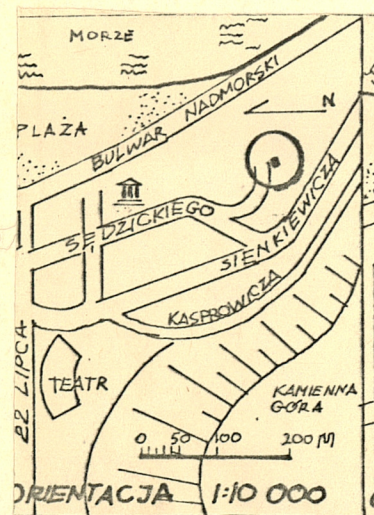 MORZE
BULWAR NADMORSKI
N
PLAŻA
SĘDZICKIEGO
SIENKIEWICZA
KASPROWICZA
22 LIPCA
TEATR
KAMIENNA
GÓRA
0 50 100 200 M
ORIENTACJA 1:10 000